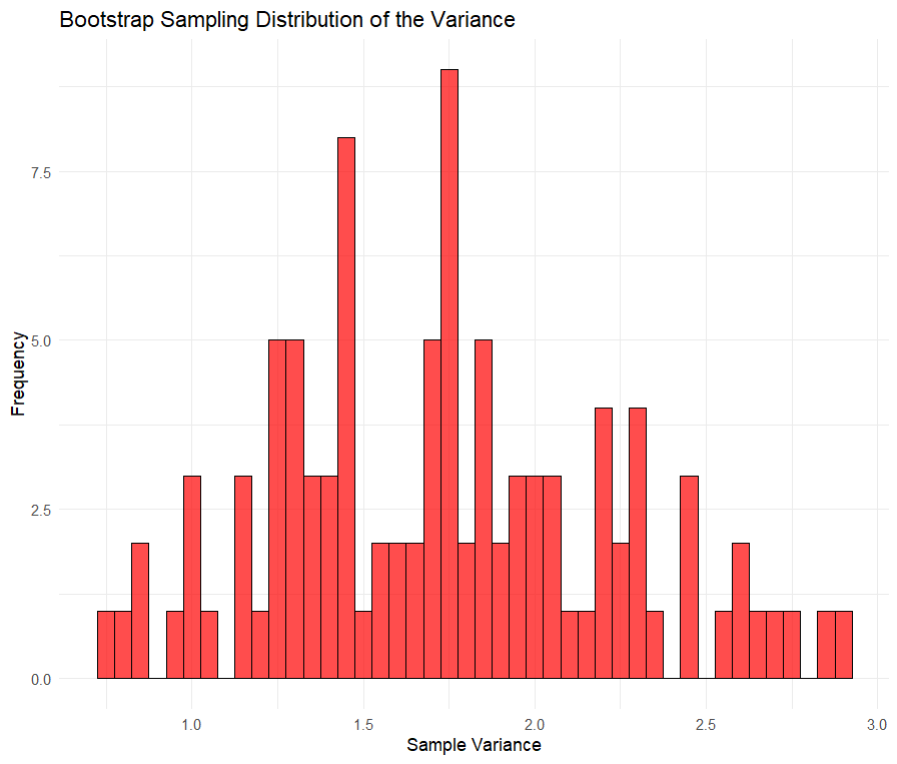 Bootstrap Sampling Distribution of the Variance
Frequency
7.5
5.0
2.5
0.0
1.0 1.5 2.0 2.5 3.0
Sample Variance